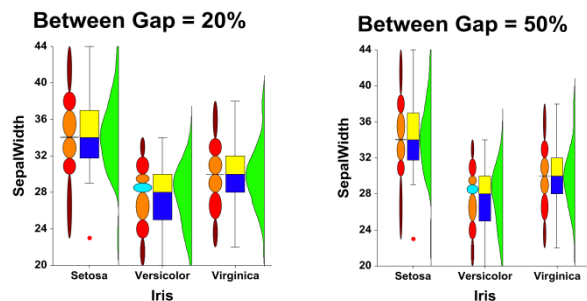 Between Gap = 20%
44
40
36
32
28
24
20
SepalWidth
Setosa Versicolor Virginica
Iris
Between Gap = 50%
44
40
36
32
28
24
20
SepalWidth
Setosa Versicolor Virginica
Iris